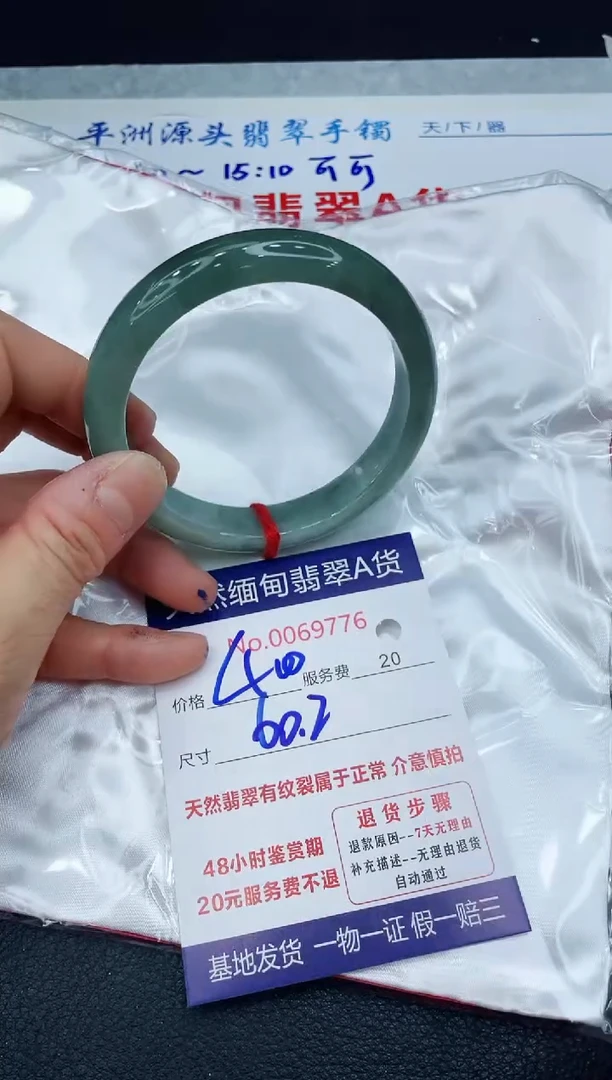 平洲源头翡翠手镯
天/下/器
～ 15:10 可可
翡翠A货
然缅甸翡翠A货
No.0069776
价格 400 服务费 20
尺寸 60.2
天然翡翠有纹裂属于正常 介意慎拍
48小时鉴赏期
20元服务费不退
退货步骤
退款原因--7天无理由
补充描述--无理由退货
自动通过
基地发货 一物一证 假一赔三